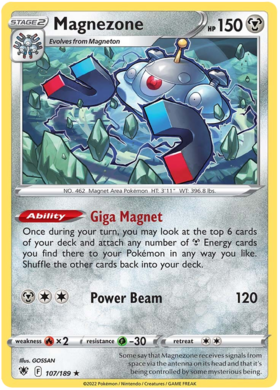 STAGE 2 Magnezone HP 150
Evolves from Magneton
NO. 462 Magnet Area Pokémon HT: 3'11" WT: 396.8 lbs.
Ability Giga Magnet
Once during your turn, you may look at the top 6 cards
of your deck and attach any number of Energy cards
you find there to your Pokémon in any way you like.
Shuffle the other cards back into your deck.
Power Beam 120
weakness ×2 resistance -30 retreat
Illus. GOSSAN
107/189 ★
Some say that Magnezone receives signals from
space via the antenna on its head and that it's
being controlled by some mysterious being.
©2022 Pokémon / Nintendo / Creatures / GAME FREAK